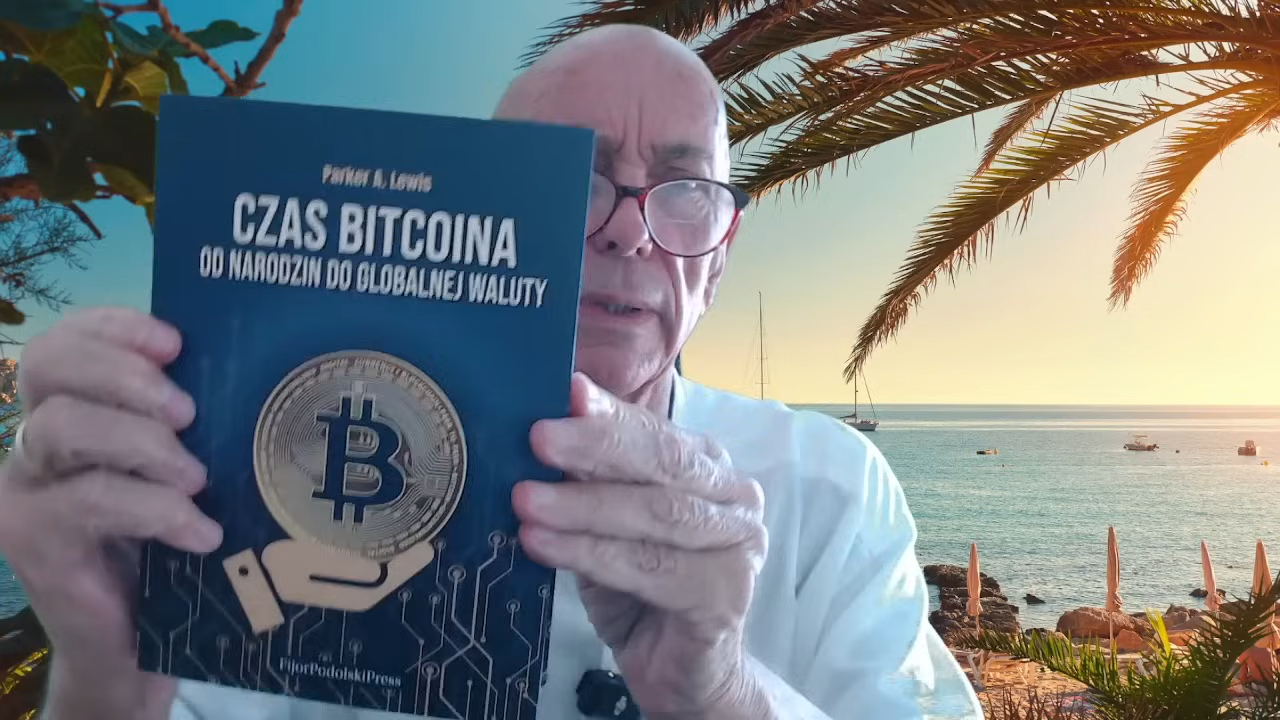 Parker A. Lewis
CZAS BITCOINA
OD NARODZIN DO GLOBALNEJ WALUTY
FijorPodolskiPress